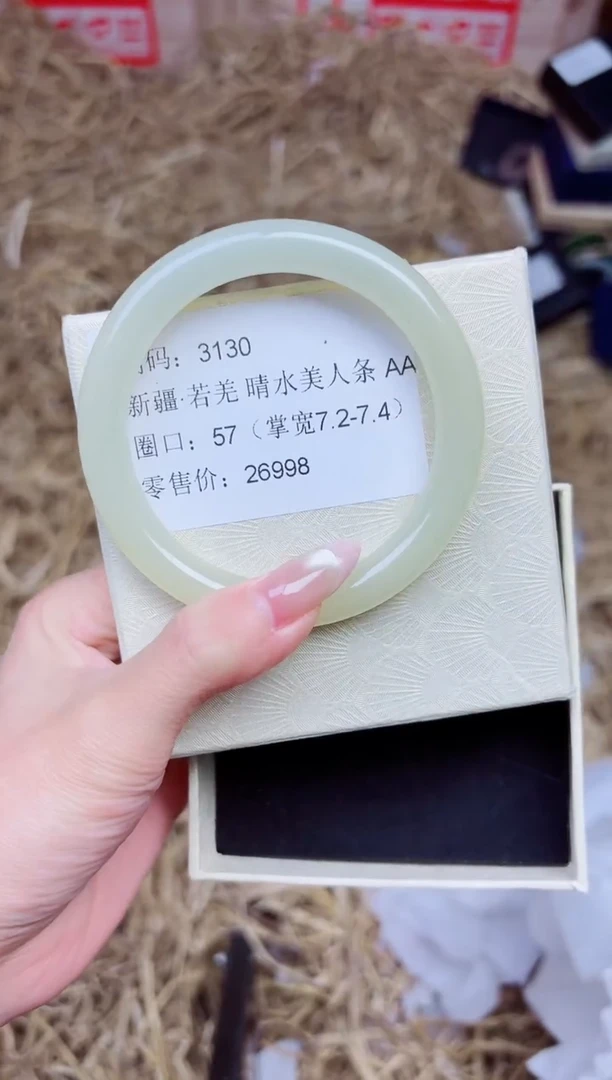 码：3130
新疆·若羌 晴水美人条 AA
圈口：57（掌宽7.2-7.4）
零售价：26998